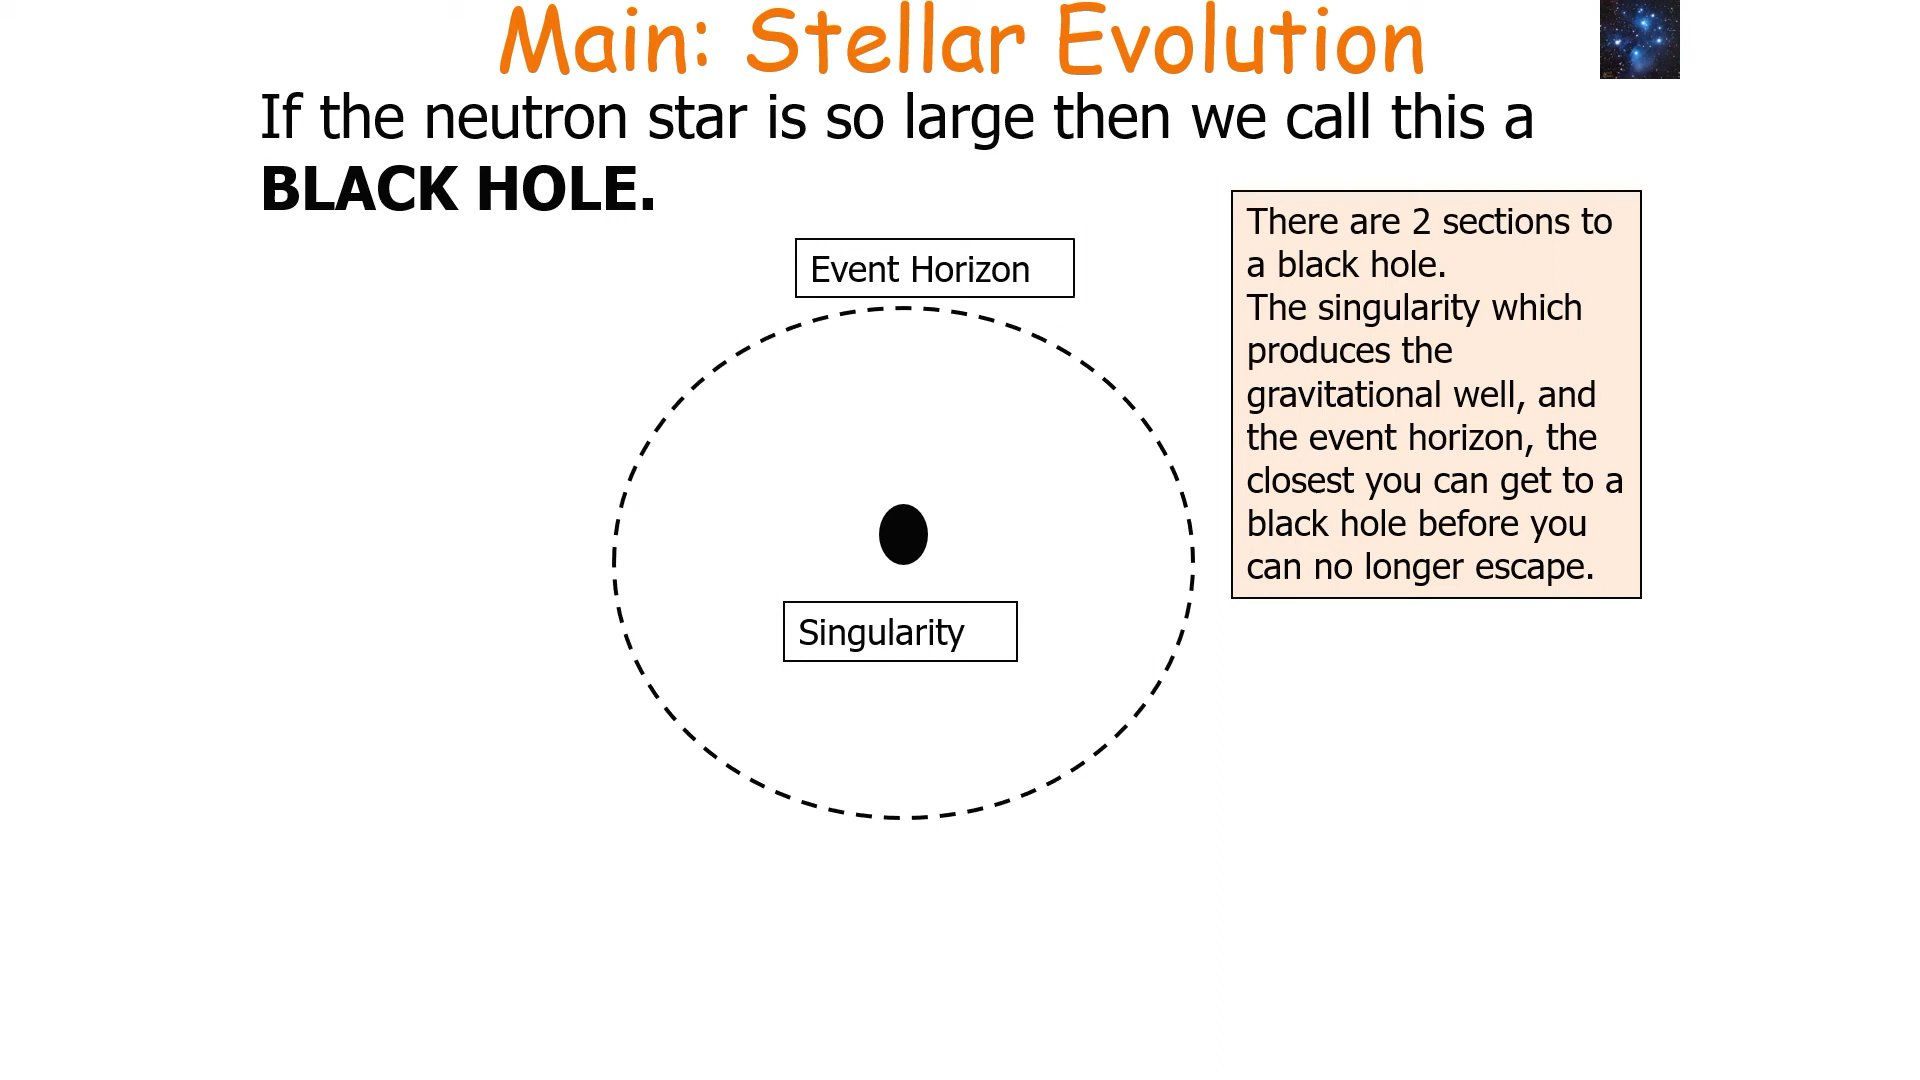 Main: Stellar Evolution
If the neutron star is so large then we call this a
BLACK HOLE.
Event Horizon
There are 2 sections to
a black hole.
The singularity which
produces the
gravitational well, and
the event horizon, the
closest you can get to a
black hole before you
can no longer escape.
Singularity